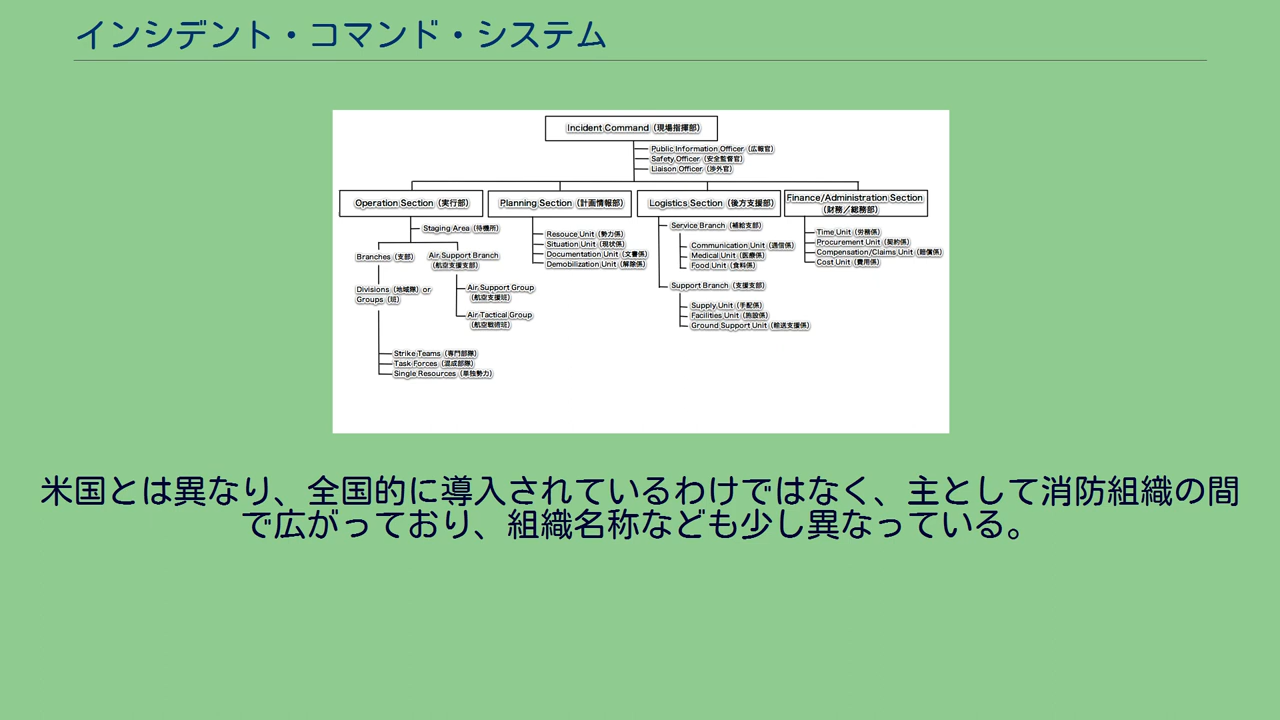 インシデント・コマンド・システム
Incident Command（現場指揮部）
Public Information Officer（広報官）
Safety Officer（安全監督官）
Liaison Officer（渉外官）
Operation Section（実行部）
Staging Area（待機所）
Branches（支部）
Air Support Branch
（航空支援支部）
Divisions（地域隊）or
Groups（班）
Air Support Group
（航空支援班）
Air Tactical Group
（航空戦術班）
Strike Teams（専門部隊）
Task Forces（混成部隊）
Single Resources（単独勢力）
Planning Section（計画情報部）
Resouce Unit（勢力係）
Situation Unit（現状係）
Documentation Unit（文書係）
Demobilization Unit（解除係）
Logistics Section（後方支援部）
Service Branch（補給支部）
Communication Unit（通信係）
Medical Unit（医療係）
Food Unit（食料係）
Support Branch（支援支部）
Supply Unit（手配係）
Facilities Unit（施設係）
Ground Support Unit（輸送支援係）
Finance/Administration Section
（財務／総務部）
Time Unit（労務係）
Procurement Unit（契約係）
Compensation/Claims Unit（賠償係）
Cost Unit（費用係）
米国とは異なり、全国的に導入されているわけではなく、主として消防組織の間
で広がっており、組織名称なども少し異なっている。